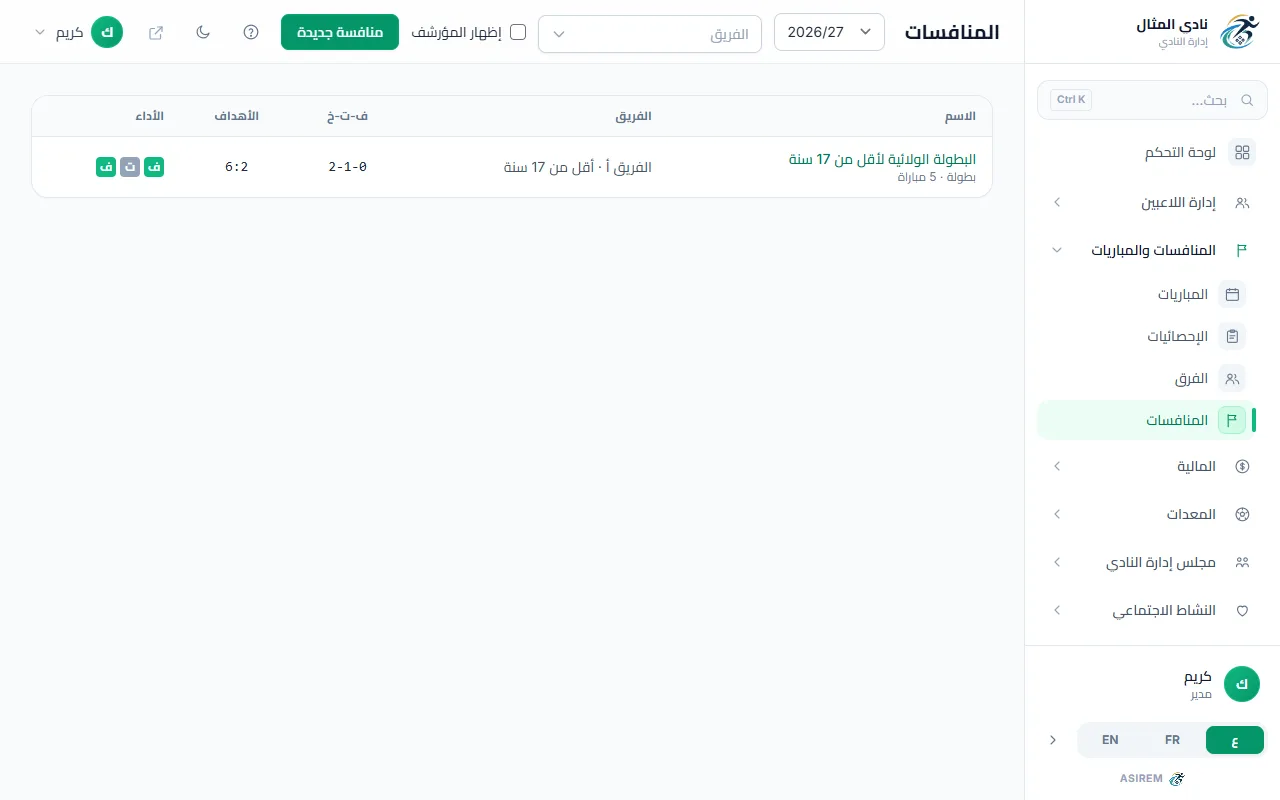 نادي المثال
إدارة النادي
بحث...
Ctrl K
لوحة التحكم
إدارة اللاعبين
المنافسات والمباريات
المباريات
الإحصائيات
الفرق
المنافسات
المالية
المعدات
مجلس إدارة النادي
النشاط الاجتماعي
ك
كريم
مدير
ع FR EN
ASIREM
المنافسات
2026/27
الفريق
إظهار المؤرشف
منافسة جديدة
ك كريم
الاسم الفريق ف-ت-خ الأهداف الأداء
البطولة الولائية لأقل من 17 سنة
بطولة · 5 مباراة
الفريق أ · أقل من 17 سنة
2-1-0
6:2
ف ت ف